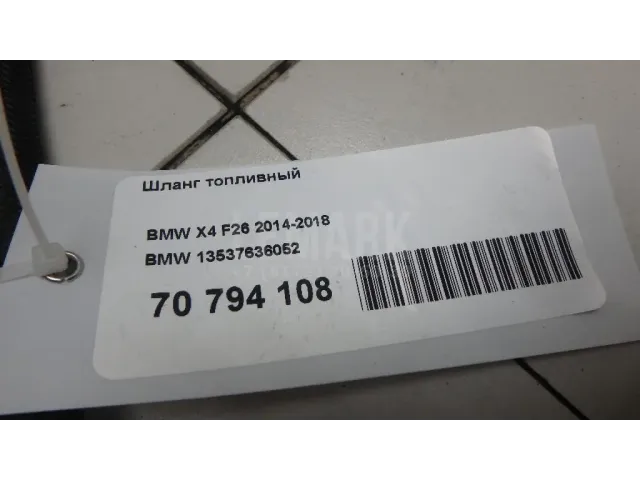 Шланг топливный
BMW X4 F26 2014-2018
BMW 13537636052
70 794 108